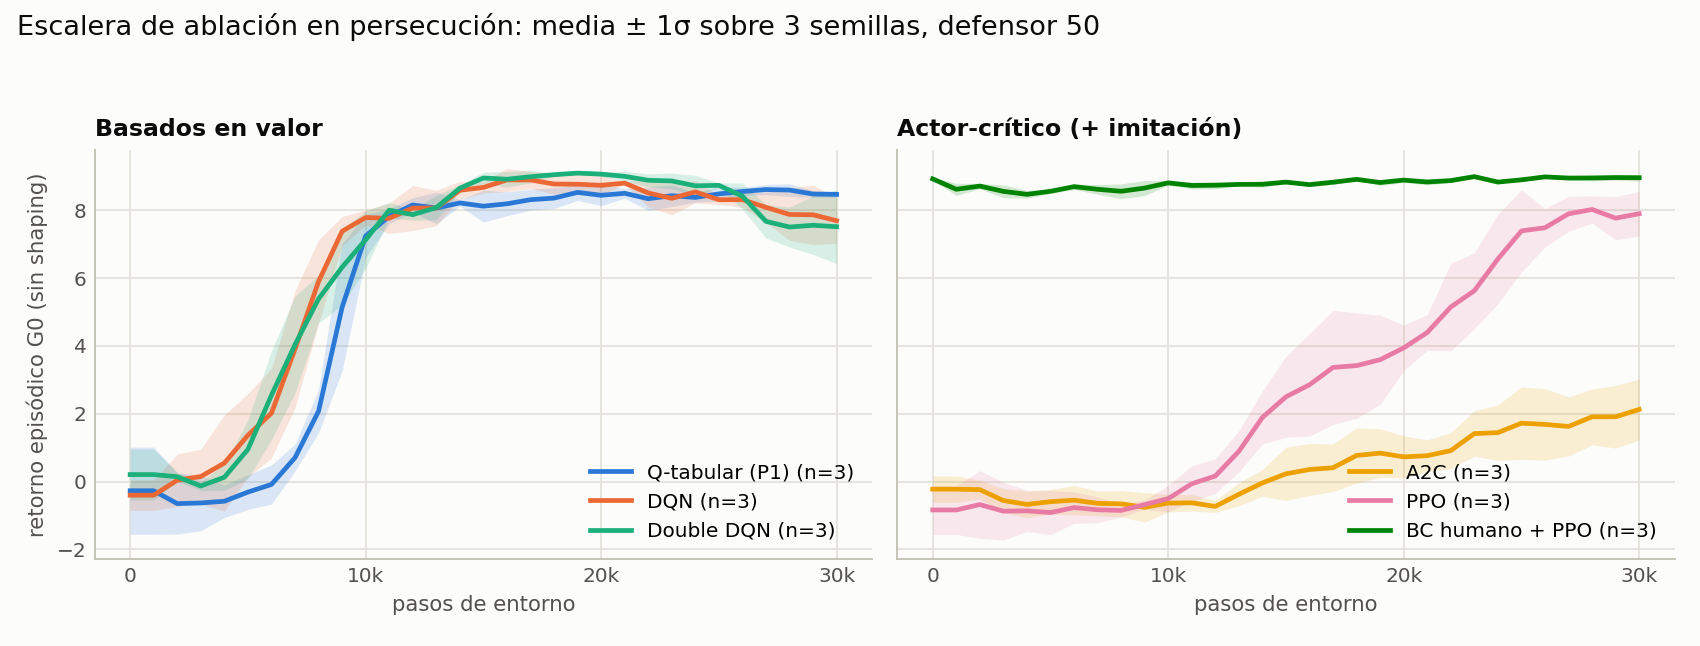 Escalera de ablación en persecución: media ± 1σ sobre 3 semillas, defensor 50
Basados en valor
retorno episódico G0 (sin shaping)
8
6
4
2
0
−2
Q-tabular (P1) (n=3)
DQN (n=3)
Double DQN (n=3)
0 10k 20k 30k
pasos de entorno
Actor-crítico (+ imitación)
A2C (n=3)
PPO (n=3)
BC humano + PPO (n=3)
0 10k 20k 30k
pasos de entorno